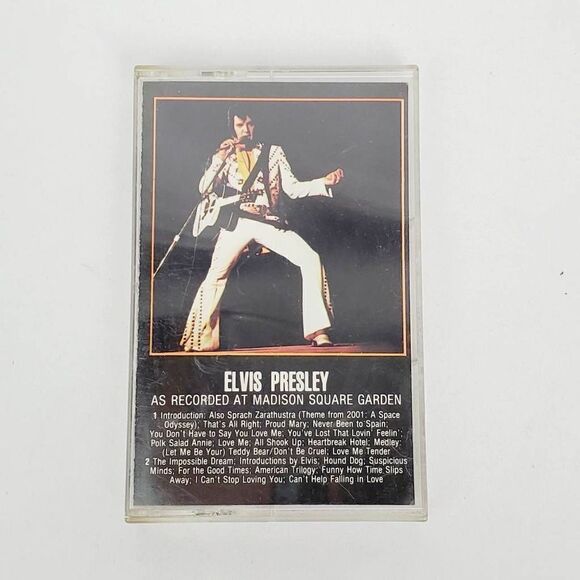 ELVIS PRESLEY
AS RECORDED AT MADISON SQUARE GARDEN
1 Introduction: Also Sprach Zarathustra (Theme from 2001: A Space
Odyssey); That's All Right; Proud Mary; Never Been to Spain;
You Don't Have to Say You Love Me; You've Lost That Lovin' Feelin';
Polk Salad Annie; Love Me; All Shook Up; Heartbreak Hotel; Medley:
(Let Me Be Your) Teddy Bear/Don't Be Cruel; Love Me Tender
2 The Impossible Dream; Introductions by Elvis; Hound Dog; Suspicious
Minds; For the Good Times; American Trilogy; Funny How Time Slips
Away; I Can't Stop Loving You; Can't Help Falling in Love